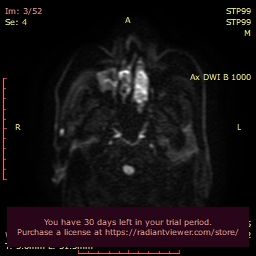 Im: 3/52
Se: 4
STP99
STP99
M
A
Ax DWI B 1000
R
L
You have 30 days left in your trial period.
Purchase a license at https://radiantviewer.com/store/